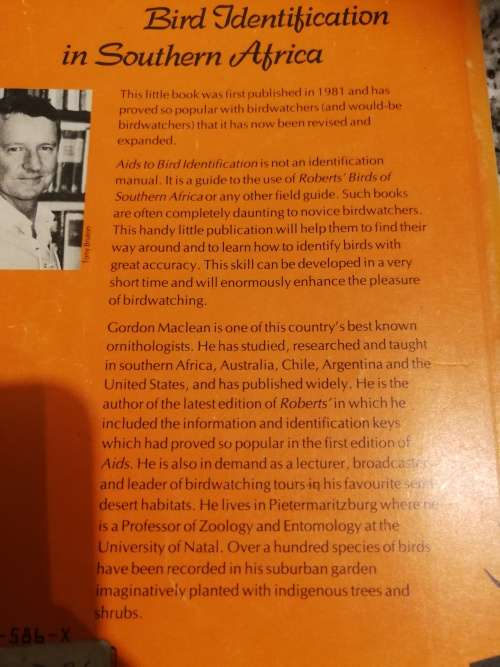 Bird Identification
in Southern Africa
This little book was first published in 1981 and has
proved so popular with birdwatchers (and would-be
birdwatchers) that it has now been revised and
expanded.
Aids to Bird Identification is not an identification
manual. It is a guide to the use of Roberts' Birds of
Southern Africa or any other field guide. Such books
are often completely daunting to novice birdwatchers.
This handy little publication will help them to find their
way around and to learn how to identify birds with
great accuracy. This skill can be developed in a very
short time and will enormously enhance the pleasure
of birdwatching.
Gordon Maclean is one of this country's best known
ornithologists. He has studied, researched and taught
in southern Africa, Australia, Chile, Argentina and the
United States, and has published widely. He is the
author of the latest edition of Roberts' in which he
included the information and identification keys
which had proved so popular in the first edition of
Aids. He is also in demand as a lecturer, broadcaster
and leader of birdwatching tours in his favourite semi-
desert habitats. He lives in Pietermaritzburg where he
is a Professor of Zoology and Entomology at the
University of Natal. Over a hundred species of birds
have been recorded in his suburban garden
imaginatively planted with indigenous trees and
shrubs.
-586-X